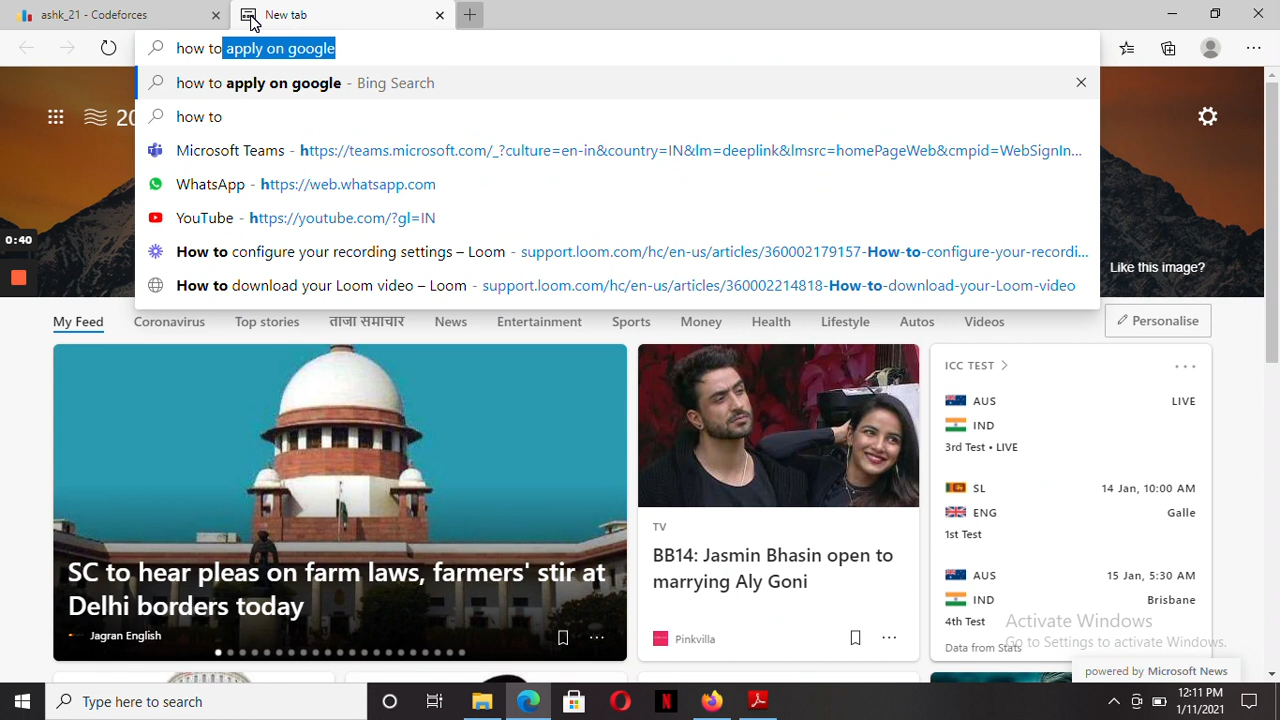 ashk_21 - Codeforces
New tab
how to apply on google
how to apply on google - Bing Search
how to
Microsoft Teams - https://teams.microsoft.com/_?culture=en-in&country=IN&lm=deeplink&lmsrc=homePageWeb&cmpid=WebSignIn...
WhatsApp - https://web.whatsapp.com
YouTube - https://youtube.com/?gl=IN
How to configure your recording settings – Loom - support.loom.com/hc/en-us/articles/360002179157-How-to-configure-your-recordi...
How to download your Loom video – Loom - support.loom.com/hc/en-us/articles/360002214818-How-to-download-your-Loom-video
20
0:40
Like this image?
My Feed Coronavirus Top stories ताजा समाचार News Entertainment Sports Money Health Lifestyle Autos Videos
Personalise
SC to hear pleas on farm laws, farmers' stir at
Delhi borders today
Jagran English
TV
BB14: Jasmin Bhasin open to
marrying Aly Goni
Pinkvilla
ICC TEST
AUS LIVE
IND
3rd Test • LIVE
SL 14 Jan, 10:00 AM
ENG Galle
1st Test
AUS 15 Jan, 5:30 AM
IND Brisbane
4th Test
Data from Stats
Activate Windows
Go to Settings to activate Windows.
powered by Microsoft News
Type here to search
12:11 PM
1/11/2021